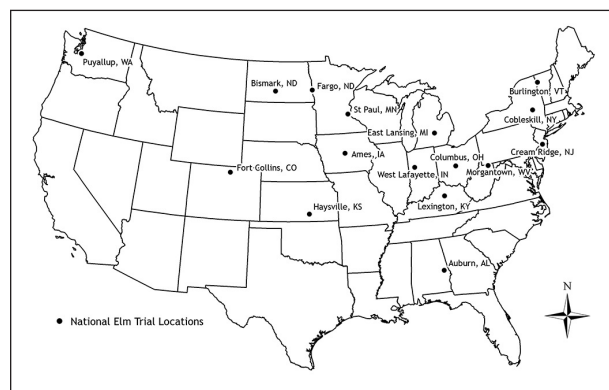 Puyallup, WA
Bismark, ND
Fargo, ND
St Paul, MN
Burlington, VT
Cobleskill, NY
East Lansing, MI
Cream Ridge, NJ
Ames, IA
Columbus, OH
West Lafayette, IN
Morgantown, WV
Fort Collins, CO
Lexington, KY
Haysville, KS
Auburn, AL
N
National Elm Trial Locations